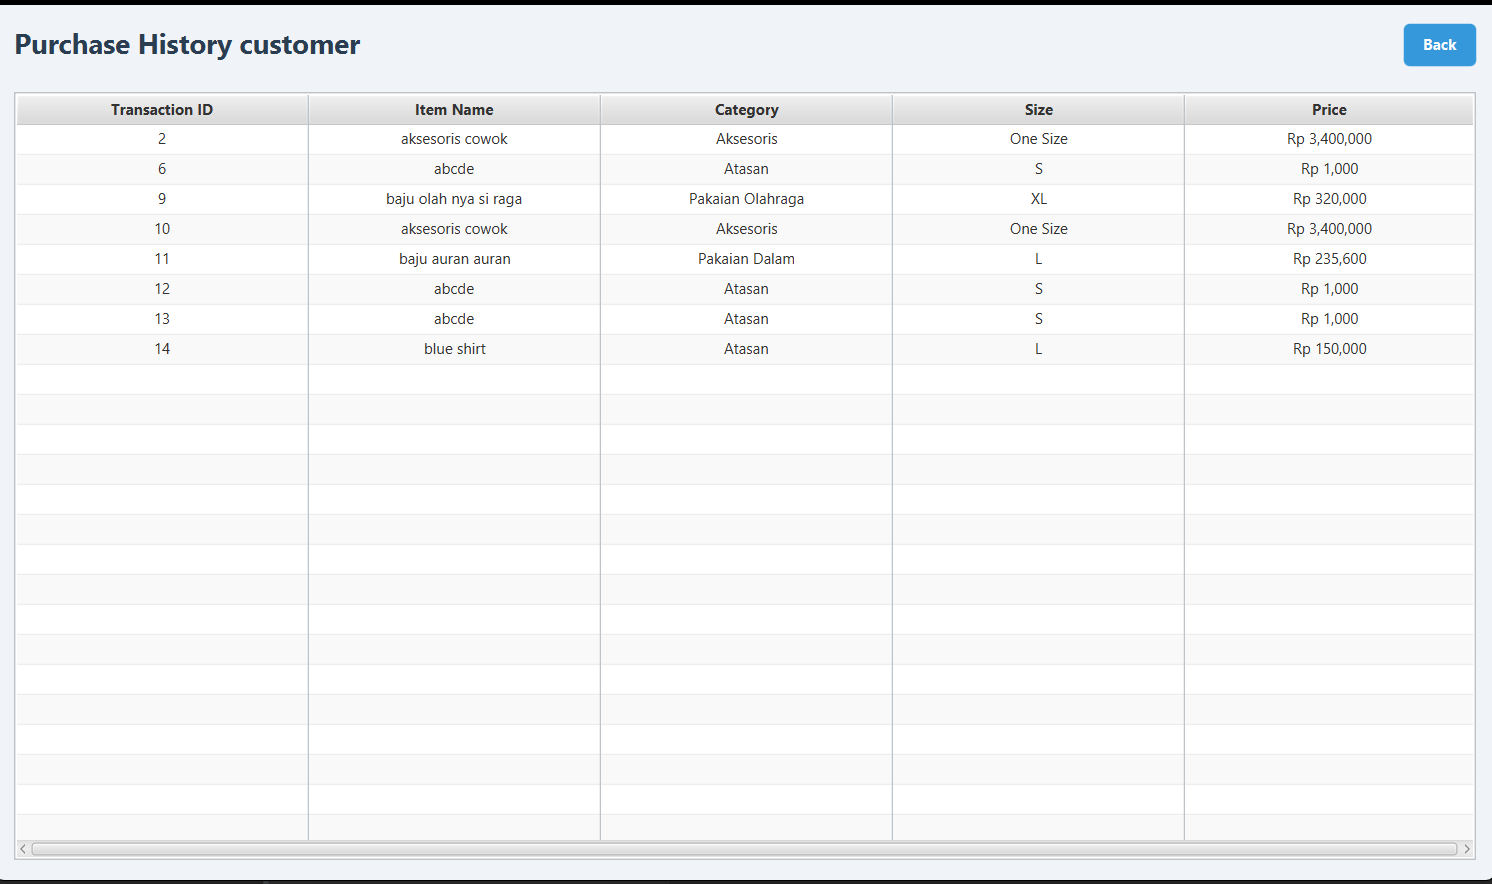 Purchase History customer
Back
Transaction ID Item Name Category Size Price
2 aksesoris cowok Aksesoris One Size Rp 3,400,000
6 abcde Atasan S Rp 1,000
9 baju olah nya si raga Pakaian Olahraga XL Rp 320,000
10 aksesoris cowok Aksesoris One Size Rp 3,400,000
11 baju auran auran Pakaian Dalam L Rp 235,600
12 abcde Atasan S Rp 1,000
13 abcde Atasan S Rp 1,000
14 blue shirt Atasan L Rp 150,000